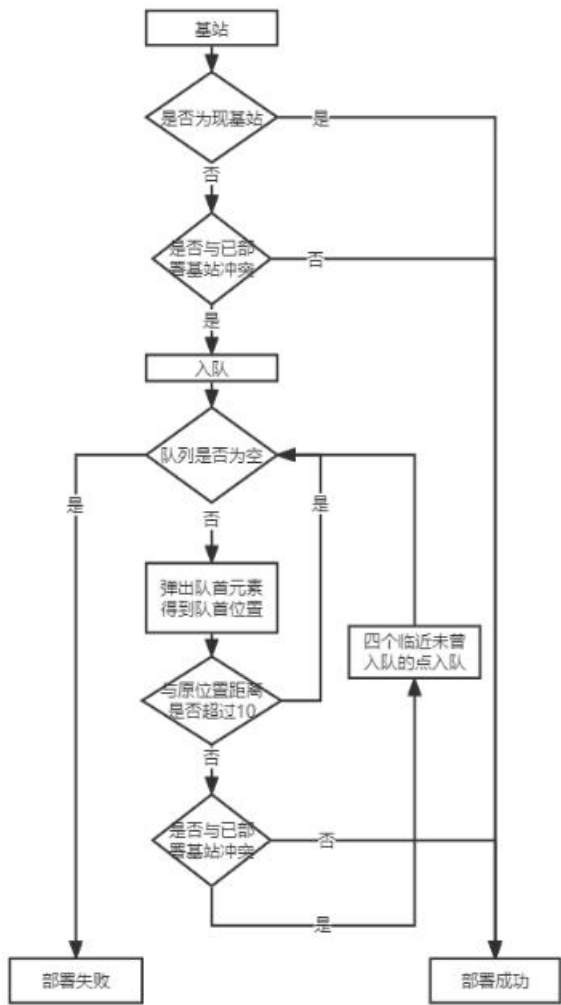 基站
是否为现基站
是
否
是否与已部
署基站冲突
否
是
入队
队列是否为空
是
否
是
弹出队首元素
得到队首位置
四个临近未曾
入队的点入队
与原位置距离
是否超过10
否
是否与已部
署基站冲突
否
是
部署失败
部署成功